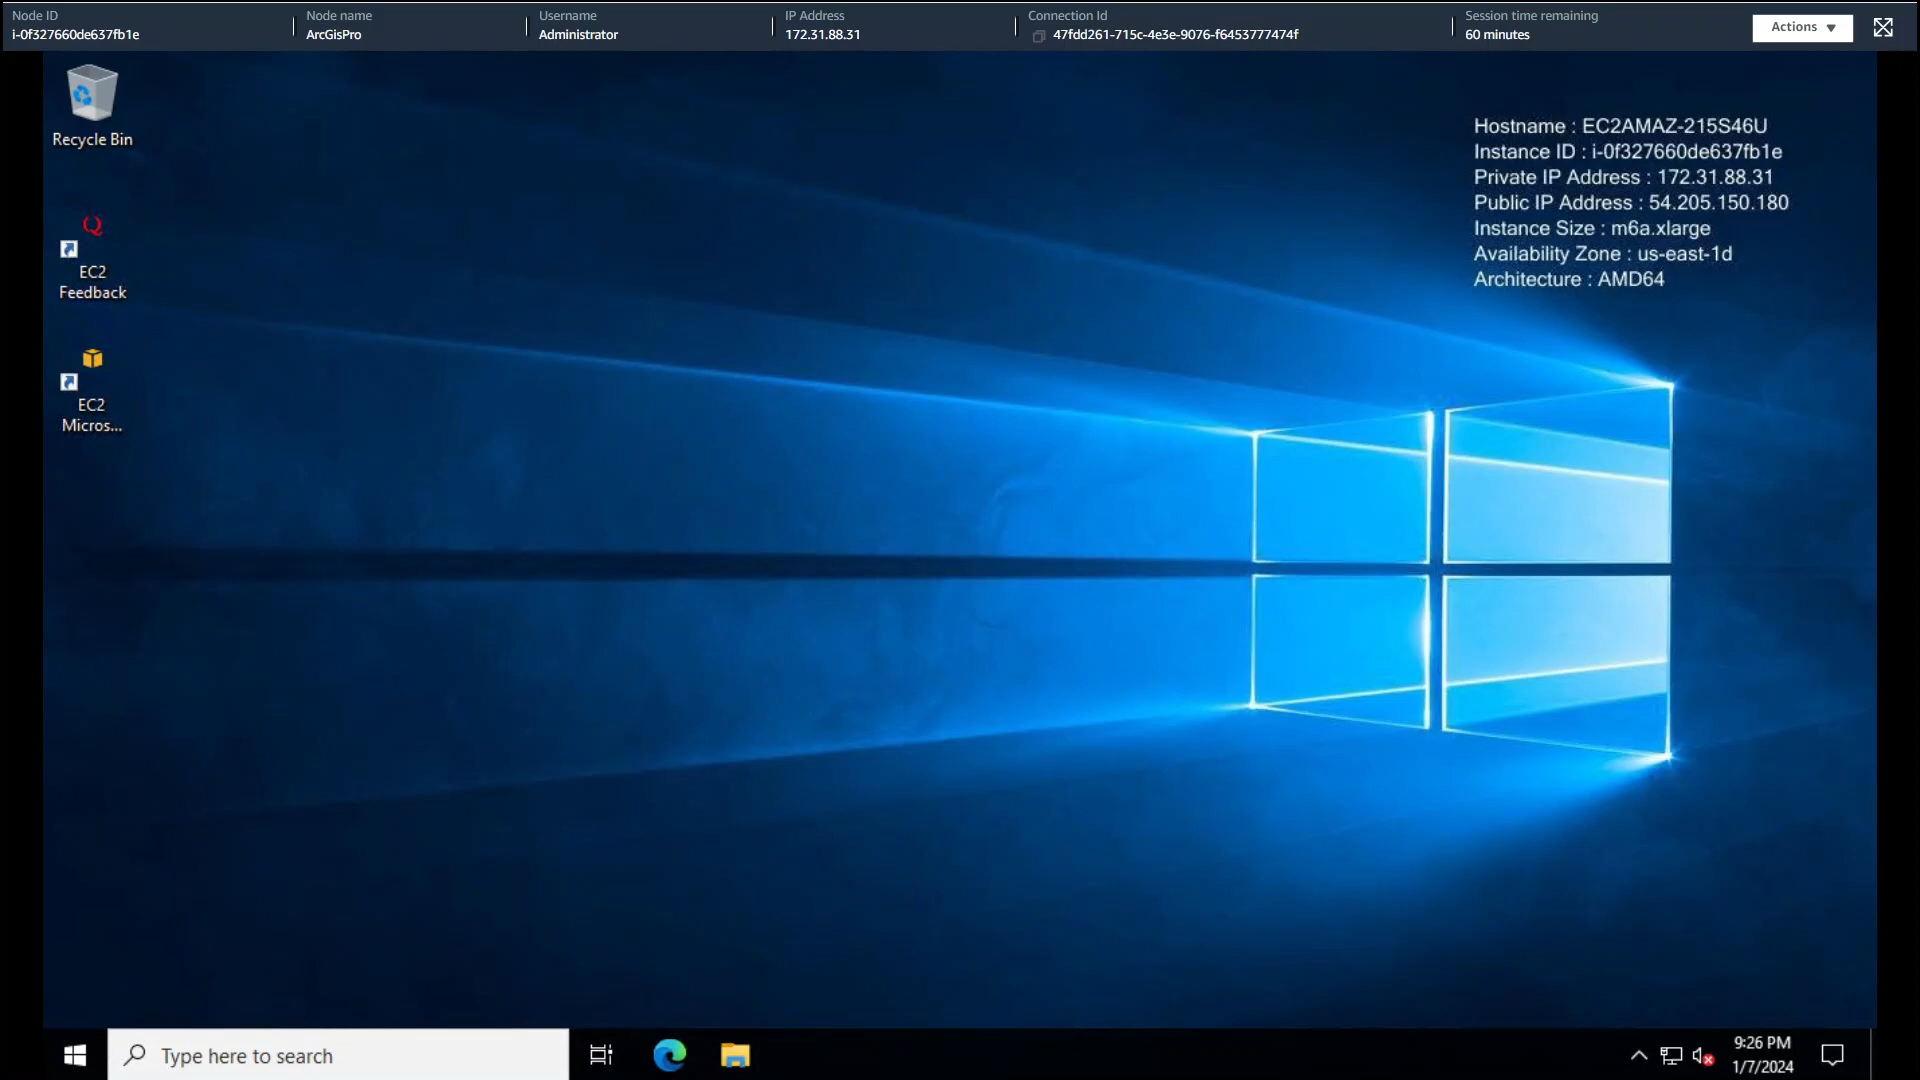 Node ID
i-0f327660de637fb1e
Node name
ArcGisPro
Username
Administrator
IP Address
172.31.88.31
Connection Id
47fdd261-715c-4e3e-9076-f6453777474f
Session time remaining
60 minutes
Actions
Recycle Bin
EC2
Feedback
EC2
Micros...
Hostname : EC2AMAZ-215S46U
Instance ID : i-0f327660de637fb1e
Private IP Address : 172.31.88.31
Public IP Address : 54.205.150.180
Instance Size : m6a.xlarge
Availability Zone : us-east-1d
Architecture : AMD64
Type here to search
9:26 PM
1/7/2024